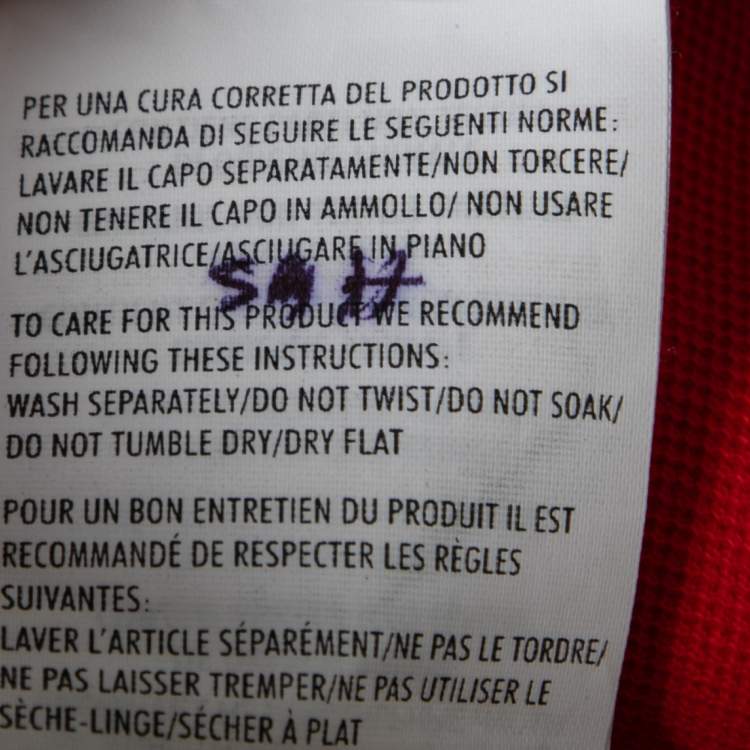 PER UNA CURA CORRETTA DEL PRODOTTO SI
RACCOMANDA DI SEGUIRE LE SEGUENTI NORME:
LAVARE IL CAPO SEPARATAMENTE/NON TORCERE/
NON TENERE IL CAPO IN AMMOLLO/ NON USARE
L'ASCIUGATRICE/ASCIUGARE IN PIANO
TO CARE FOR THIS PRODUCT WE RECOMMEND
FOLLOWING THESE INSTRUCTIONS:
WASH SEPARATELY/DO NOT TWIST/DO NOT SOAK/
DO NOT TUMBLE DRY/DRY FLAT
POUR UN BON ENTRETIEN DU PRODUIT IL EST
RECOMMANDÉ DE RESPECTER LES RÈGLES
SUIVANTES:
LAVER L'ARTICLE SÉPARÉMENT/NE PAS LE TORDRE/
NE PAS LAISSER TREMPER/NE PAS UTILISER LE
SÈCHE-LINGE/SÉCHER À PLAT